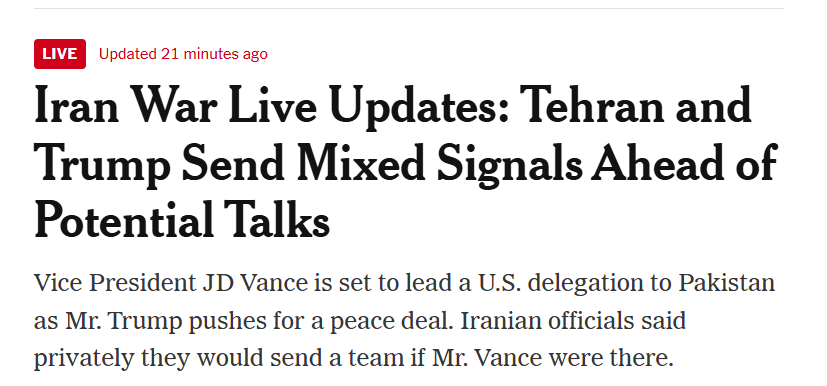 LIVE Updated 21 minutes ago
Iran War Live Updates: Tehran and
Trump Send Mixed Signals Ahead of
Potential Talks
Vice President JD Vance is set to lead a U.S. delegation to Pakistan
as Mr. Trump pushes for a peace deal. Iranian officials said
privately they would send a team if Mr. Vance were there.